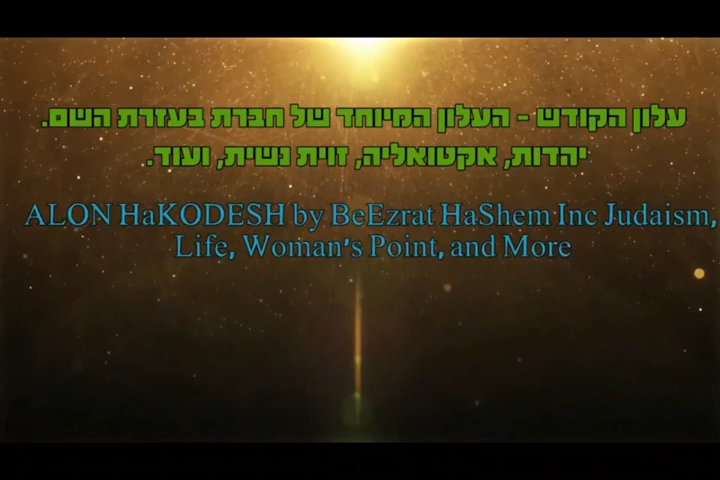 עלון הקודש - העלון המיוחד של חברת בעזרת השם.
יהדות, אקטואליה, זוית נשית, ועוד.
ALON HaKODESH by BeEzrat HaShem Inc Judaism,
Life, Woman's Point, and More